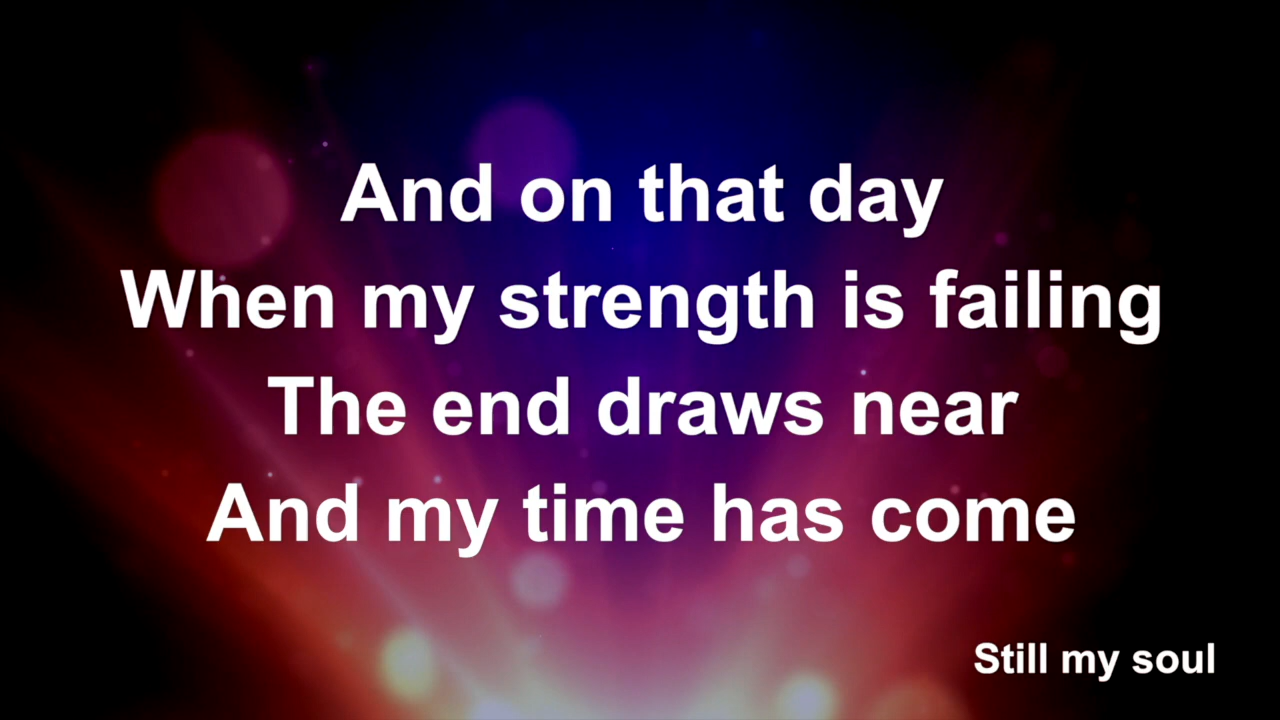 And on that day
When my strength is failing
The end draws near
And my time has come
Still my soul